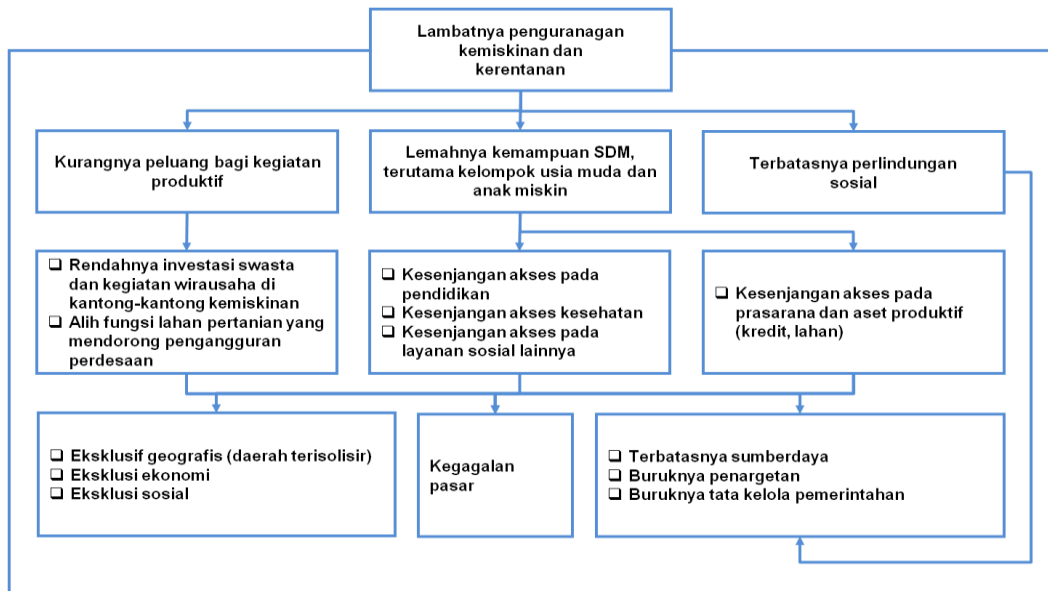 Lambatnya penguranagan
kemiskinan dan
kerentanan
Kurangnya peluang bagi kegiatan
produktif
Lemahnya kemampuan SDM,
terutama kelompok usia muda dan
anak miskin
Terbatasnya perlindungan
sosial
❑ Rendahnya investasi swasta
dan kegiatan wirausaha di
kantong-kantong kemiskinan
❑ Alih fungsi lahan pertanian yang
mendorong pengangguran
perdesaan
❑ Kesenjangan akses pada
pendidikan
❑ Kesenjangan akses kesehatan
❑ Kesenjangan akses pada
layanan sosial lainnya
❑ Kesenjangan akses pada
prasarana dan aset produktif
(kredit, lahan)
❑ Eksklusif geografis (daerah terisolisir)
❑ Eksklusi ekonomi
❑ Eksklusi sosial
Kegagalan
pasar
❑ Terbatasnya sumberdaya
❑ Buruknya penargetan
❑ Buruknya tata kelola pemerintahan